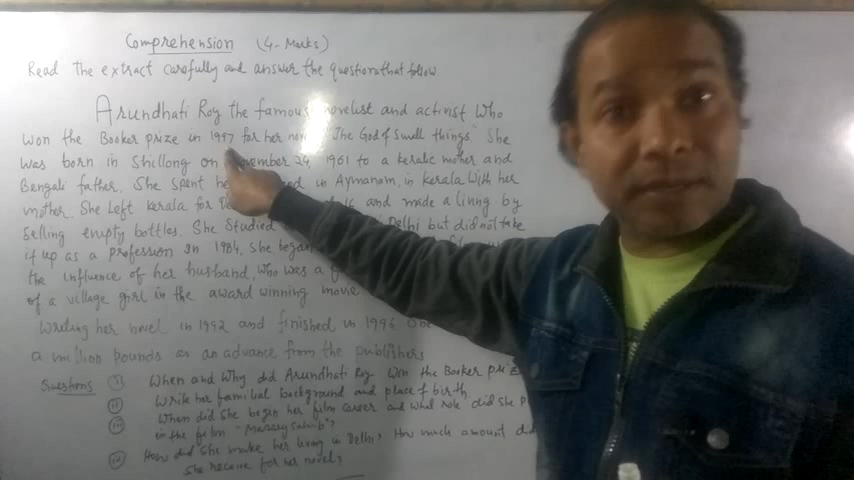 Comprehension (4-Marks)
Read the extract carefully and answer the questions that follow
Arundhati Roy the famous novelist and activist who
won the Booker prize in 1997 for her "The God of Small things" She
was born in Shillong on November 24, 1961 to a keralic mother and
Bengali father. She spent in Aymanam, in Kerala with her
mother. She left kerala for 16 and made a living by
selling empty bottles. She studied Delhi but did not take
it up as a profession In 1984, she began
the influence of her husband, who was a
of a village girl in the award winning movie
Writing her novel in 1992 and finished in 1996
a million pounds as an advance from the publishers
Questions (i) When and Why did Arundhati Roy won the Booker prize
(ii) Write her familial background and place of birth.
(iii) When did she begin her film career and what role did she
in the film "Massey Sahib"?
(iv) How did she make her living in Delhi? How much amount
she receive for her novel?